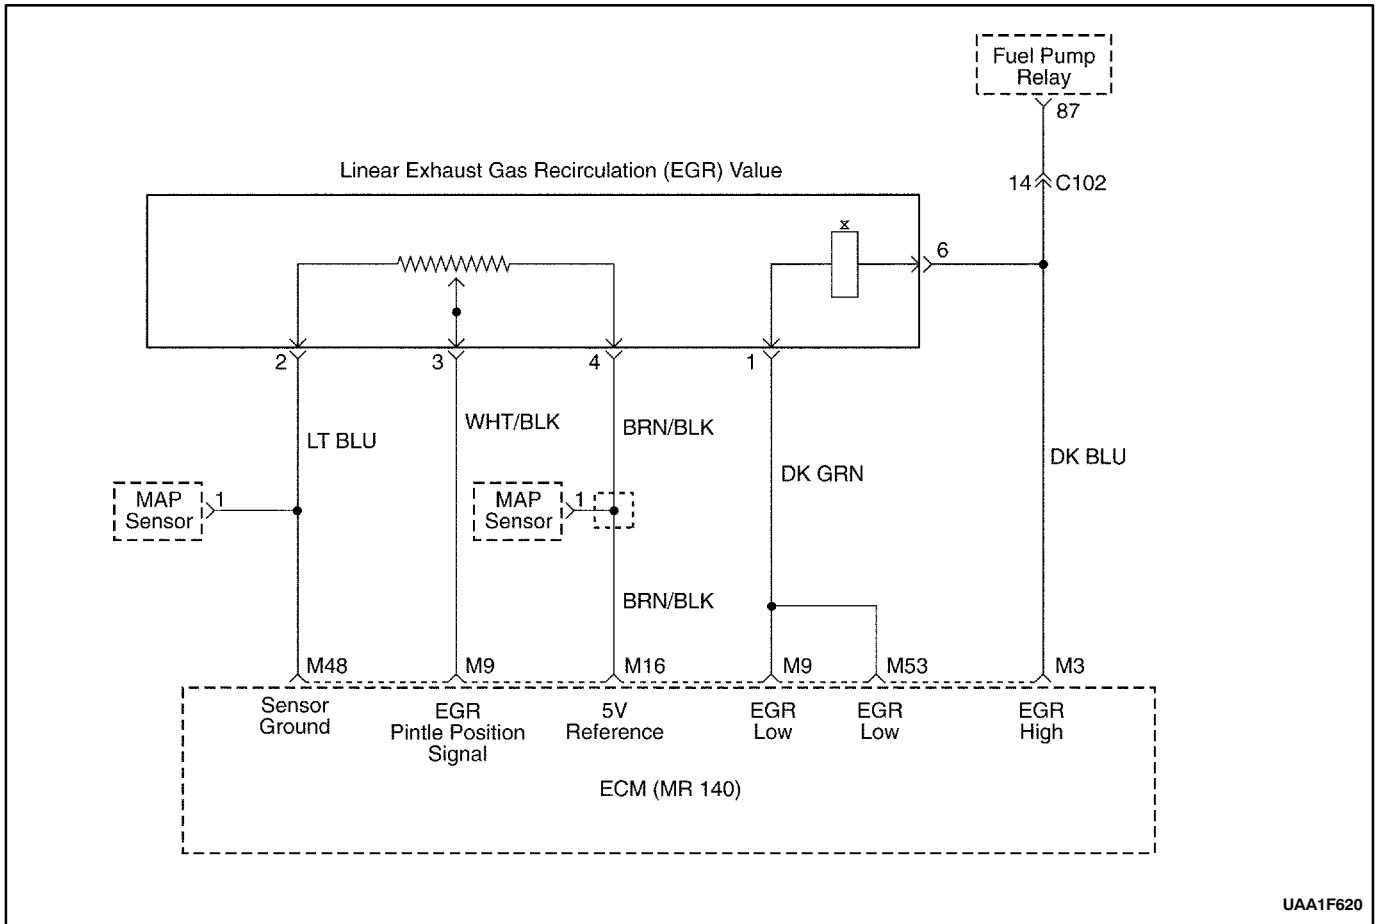 Fuel Pump
Relay
87
14 C102
Linear Exhaust Gas Recirculation (EGR) Value
x
6
2 3 4 1
LT BLU
WHT/BLK
BRN/BLK
DK GRN
DK BLU
MAP
Sensor
1
MAP
Sensor
1
BRN/BLK
M48 M9 M16 M9 M53 M3
Sensor
Ground
EGR
Pintle Position
Signal
5V
Reference
EGR
Low
EGR
Low
EGR
High
ECM (MR 140)
UAA1F620